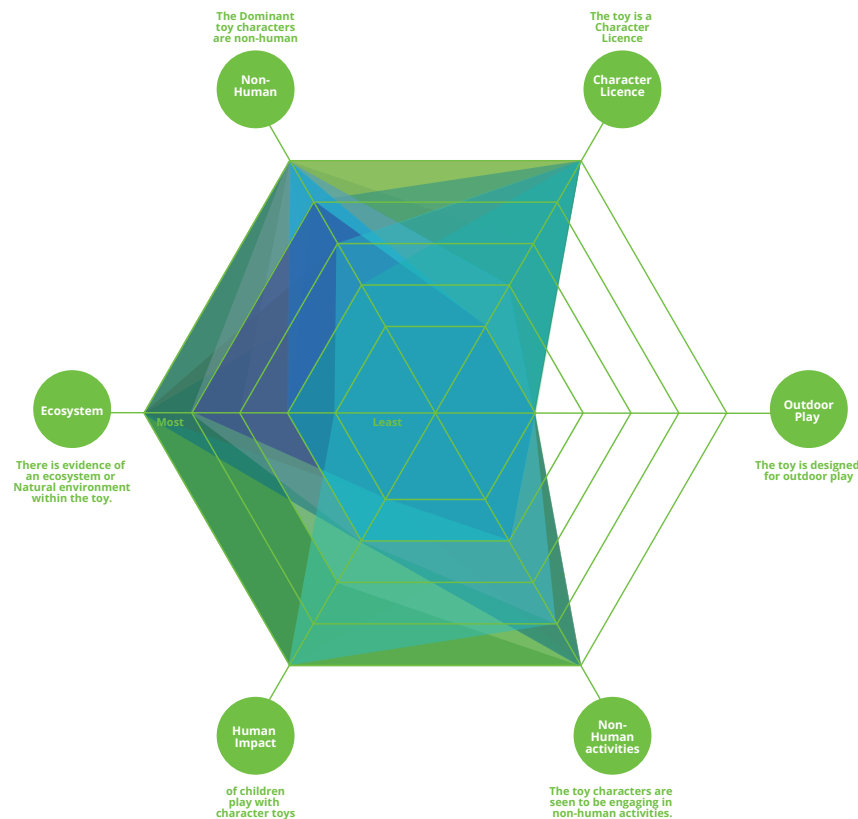 The Dominant
toy characters
are non-human
The toy is a
Character
Licence
Non-
Human
Character
Licence
Ecosystem
Most
Least
Outdoor
Play
There is evidence of
an ecosystem or
Natural environment
within the toy.
The toy is designed
for outdoor play
Human
Impact
Non-
Human
activities
of children
play with
character toys
The toy characters are
seen to be engaging in
non-human activities.